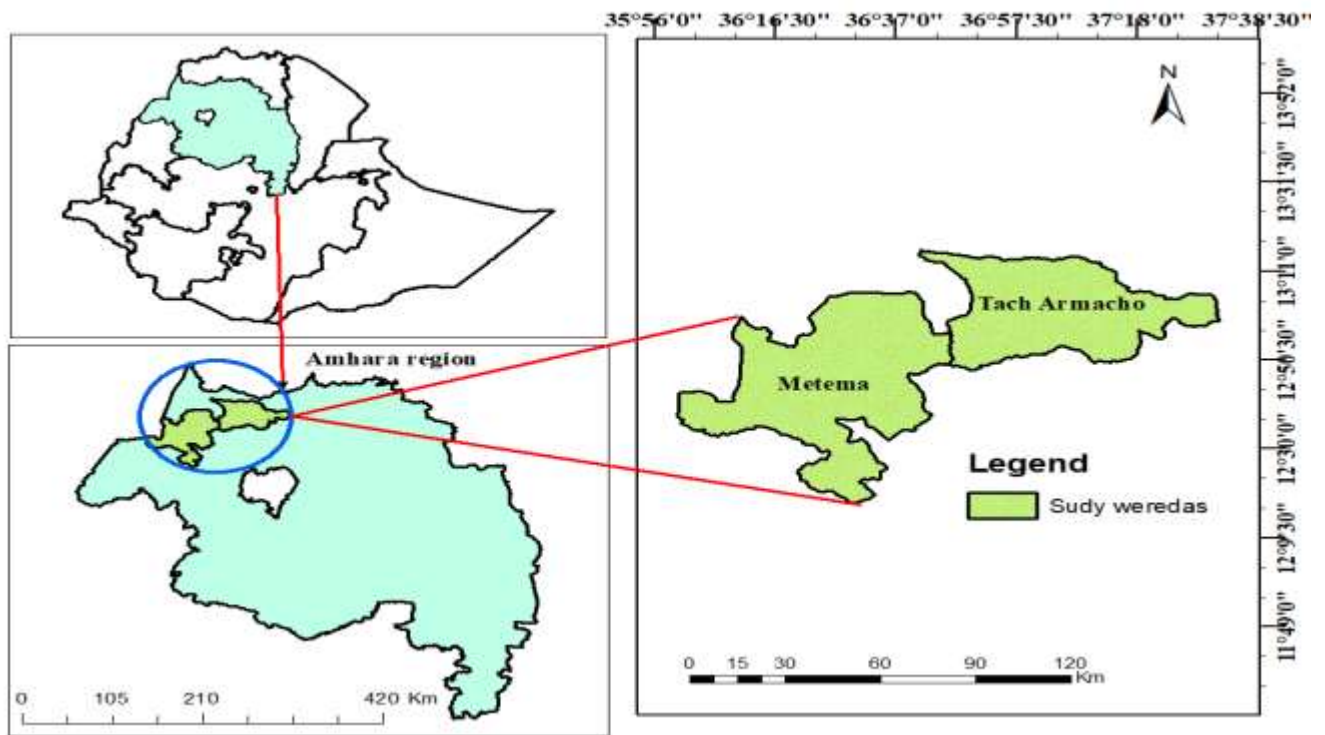 35°56'0" 36°16'30" 36°37'0" 36°57'30" 37°18'0" 37°38'30"
N
13°52'0"
13°31'30"
13°11'0"
12°50'30"
12°30'0"
12°9'30"
11°49'0"
Amhara region
Tach Armacho
Metema
Legend
Sudy weredas
0 105 210 420 Km
0 15 30 60 90 120
Km